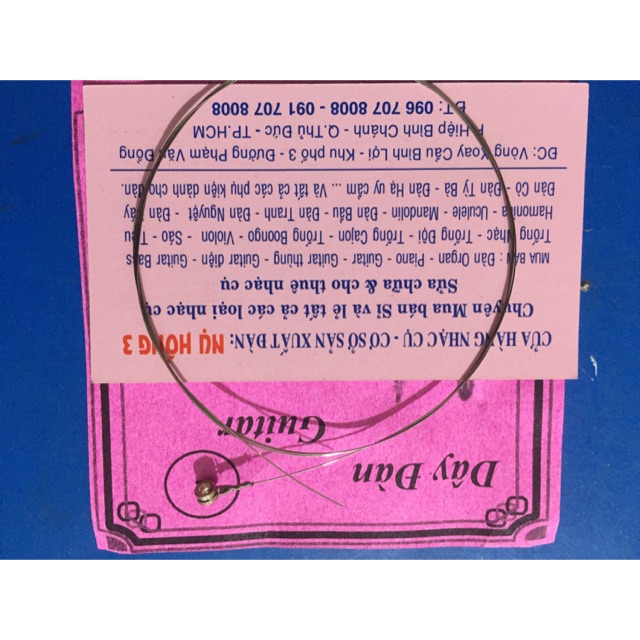 CỬA HÀNG NHẠC CỤ - CƠ SỞ SẢN XUẤT ĐÀN: NỤ HỒNG 3
Chuyên Mua bán Sỉ và lẻ tất cả các loại nhạc cụ
Sửa chữa & cho thuê nhạc cụ
MUA BÁN : Đàn Organ - Piano - Guitar - Guitar thùng - Guitar điện - Guitar Bass
Trống Nhạc - Trống Đội - Trống Cajon - Trống Boongo - Violon - Sáo - Tiêu
Hamonica - Uculele - Mandolin - Đàn Bầu - Đàn Tranh - Đàn Nguyệt - Đàn Đáy
Đàn Cò - Đàn Tỳ Bà - Đàn Hạ uy cầm ... Và tất cả các phụ kiện dành cho đàn.
ĐC: Vòng Xoay Cầu Bình Lợi - Khu phố 3 - Đường Phạm Văn Đồng
P. Hiệp Bình Chánh - Q.Thủ Đức - TP.HCM
ĐT: 096 707 8008 - 091 707 8008
Dây Đàn
Guitar